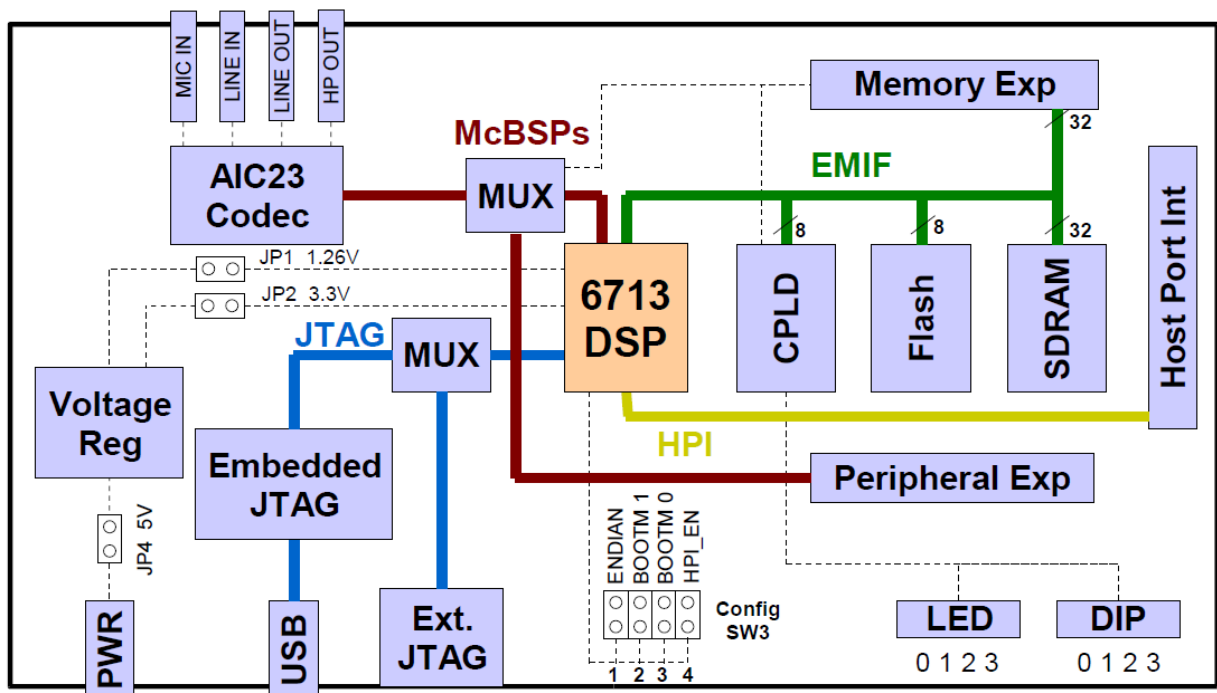 MIC IN
LINE IN
LINE OUT
HP OUT
Memory Exp
32
McBSPs
AIC23
Codec
MUX
EMIF
8
8
32
Host Port Int
JP1 1.26V
JP2 3.3V
6713
DSP
CPLD
Flash
SDRAM
JTAG
MUX
Voltage
Reg
HPI
Embedded
JTAG
Peripheral Exp
JP4 5V
ENDIAN
BOOTM 1
BOOTM 0
HPI_EN
Config
SW3
PWR
USB
Ext.
JTAG
1 2 3 4
LED
DIP
0 1 2 3
0 1 2 3